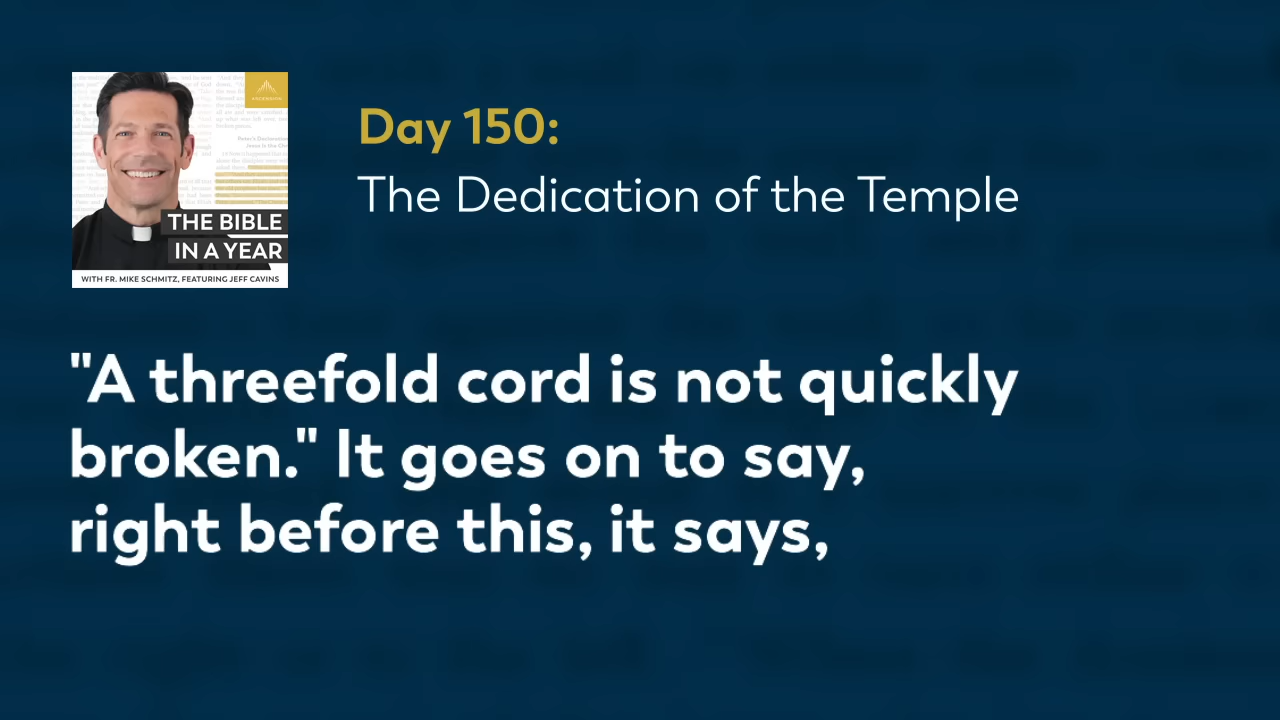 Day 150:
The Dedication of the Temple
ASCENSION
THE BIBLE
IN A YEAR
WITH FR. MIKE SCHMITZ, FEATURING JEFF CAVINS
"A threefold cord is not quickly
broken." It goes on to say,
right before this, it says,